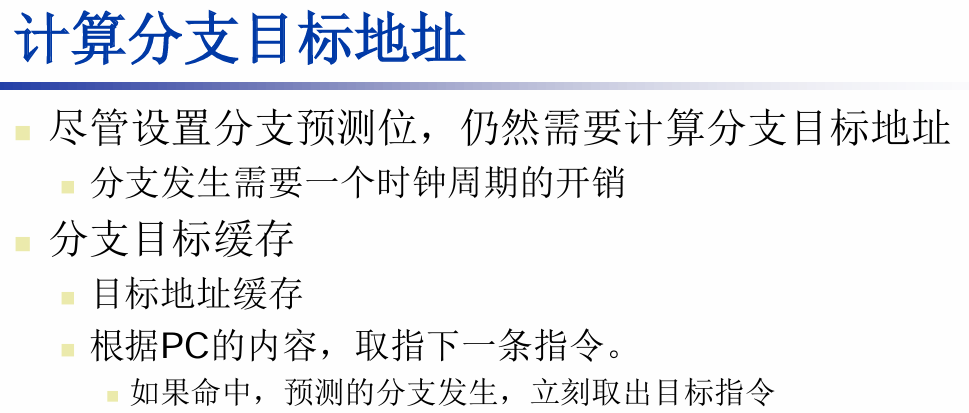 计算分支目标地址
尽管设置分支预测位，仍然需要计算分支目标地址
分支发生需要一个时钟周期的开销
分支目标缓存
目标地址缓存
根据PC的内容，取指下一条指令。
如果命中，预测的分支发生，立刻取出目标指令